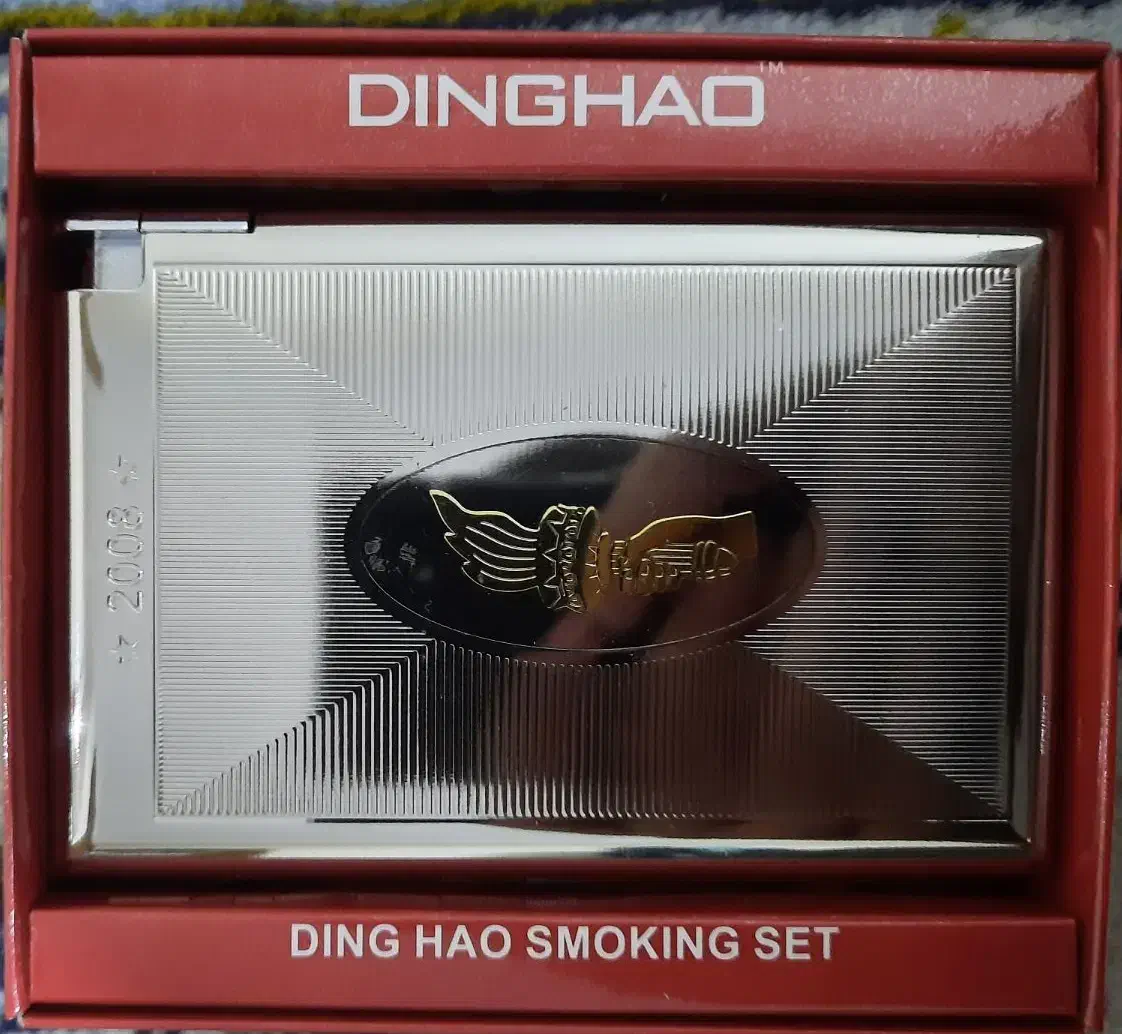 DINGHAO™
☆ 2008 ☆
DING HAO SMOKING SET